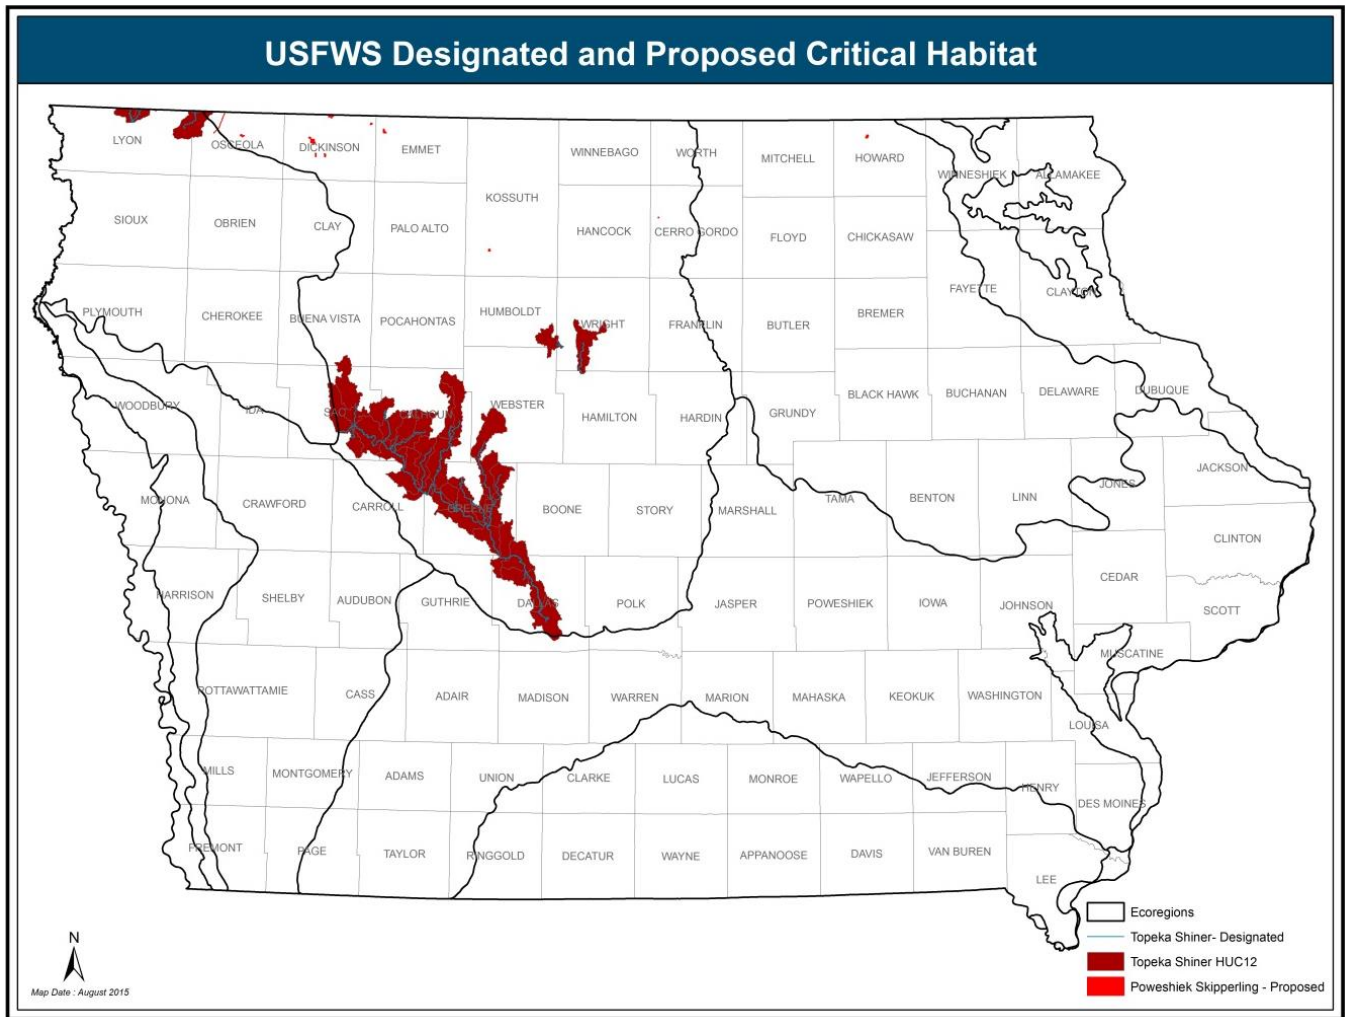 USFWS Designated and Proposed Critical Habitat
LYON
OSCEOLA
DICKINSON
EMMET
WINNEBAGO
WORTH
MITCHELL
HOWARD
WINNESHIEK
ALLAMAKEE
KOSSUTH
SIOUX
OBRIEN
CLAY
PALO ALTO
HANCOCK
CERRO GORDO
FLOYD
CHICKASAW
FAYETTE
CLAYTON
PLYMOUTH
CHEROKEE
BUENA VISTA
POCAHONTAS
HUMBOLDT
WRIGHT
FRANKLIN
BUTLER
BREMER
WOODBURY
IDA
SAC
CALHOUN
WEBSTER
HAMILTON
HARDIN
GRUNDY
BLACK HAWK
BUCHANAN
DELAWARE
DUBUQUE
MONONA
CRAWFORD
CARROLL
GREENE
BOONE
STORY
MARSHALL
TAMA
BENTON
LINN
JONES
JACKSON
CLINTON
HARRISON
SHELBY
AUDUBON
GUTHRIE
DALLAS
POLK
JASPER
POWESHIEK
IOWA
JOHNSON
CEDAR
SCOTT
MUSCATINE
POTTAWATTAMIE
CASS
ADAIR
MADISON
WARREN
MARION
MAHASKA
KEOKUK
WASHINGTON
LOUISA
MILLS
MONTGOMERY
ADAMS
UNION
CLARKE
LUCAS
MONROE
WAPELLO
JEFFERSON
HENRY
DES MOINES
FREMONT
PAGE
TAYLOR
RINGGOLD
DECATUR
WAYNE
APPANOOSE
DAVIS
VAN BUREN
LEE
Ecoregions
Topeka Shiner- Designated
Topeka Shiner HUC12
Poweshiek Skipperling - Proposed
N
Map Date : August 2015